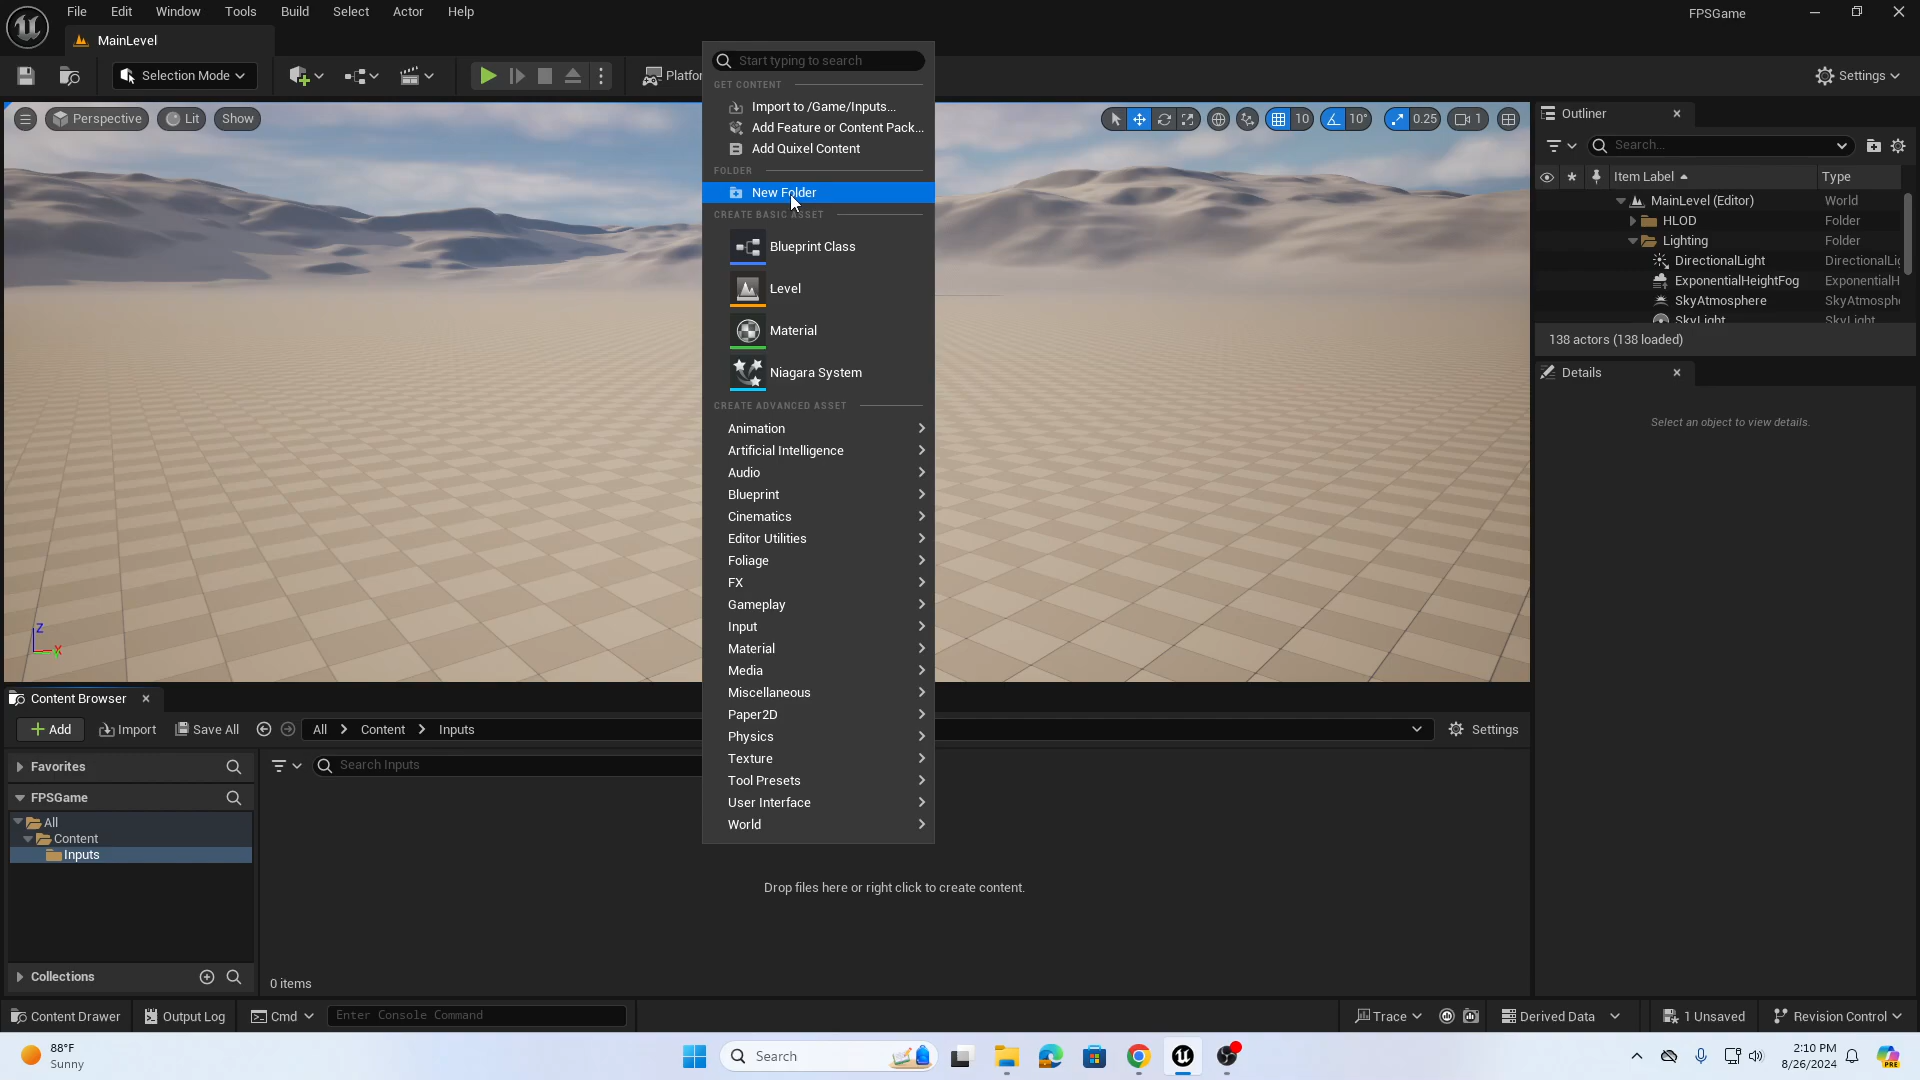 File Edit Window Tools Build Select Actor Help
FPSGame
MainLevel
Selection Mode
Platfor
Settings
Perspective
Lit
Show
10
10°
0.25
1
Z
X
Start typing to search
GET CONTENT
Import to /Game/Inputs...
Add Feature or Content Pack...
Add Quixel Content
FOLDER
New Folder
CREATE BASIC ASSET
Blueprint Class
Level
Material
Niagara System
CREATE ADVANCED ASSET
Animation
Artificial Intelligence
Audio
Blueprint
Cinematics
Editor Utilities
Foliage
FX
Gameplay
Input
Material
Media
Miscellaneous
Paper2D
Physics
Texture
Tool Presets
User Interface
World
Outliner
Search...
Item Label Type
MainLevel (Editor) World
HLOD Folder
Lighting Folder
DirectionalLight DirectionalLig
ExponentialHeightFog ExponentialH
SkyAtmosphere SkyAtmosphe
SkyLight SkyLight
138 actors (138 loaded)
Details
Select an object to view details.
Content Browser
Add Import Save All All Content Inputs
Settings
Favorites
Search Inputs
FPSGame
All
Content
Inputs
Drop files here or right click to create content.
Collections
0 items
Content Drawer Output Log Cmd Enter Console Command
Trace Derived Data 1 Unsaved Revision Control
88°F
Sunny
Search
2:10 PM
8/26/2024
PRE